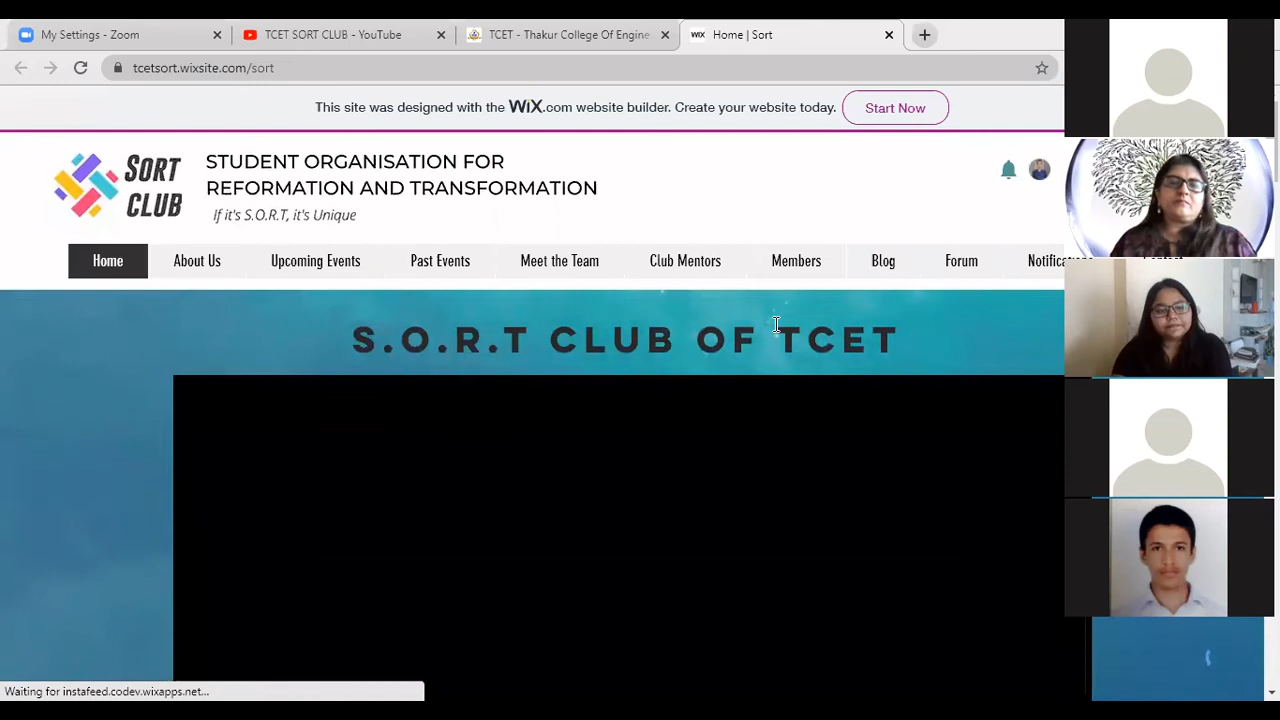 My Settings - Zoom
TCET SORT CLUB - YouTube
TCET - Thakur College Of Engine
WIX
Home | Sort
tcetsort.wixsite.com/sort
This site was designed with the WIX.com website builder. Create your website today.
Start Now
SORT
CLUB
STUDENT ORGANISATION FOR
REFORMATION AND TRANSFORMATION
If it's S.O.R.T, it's Unique
Home
About Us
Upcoming Events
Past Events
Meet the Team
Club Mentors
Members
Blog
Forum
S.O.R.T CLUB OF TCET
Waiting for instafeed.codev.wixapps.net...